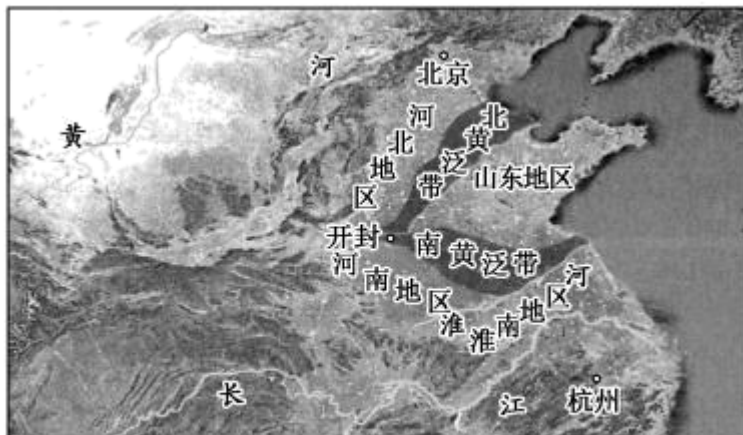 黄河
北京
河北地区
北黄泛带
山东地区
开封
南黄泛带
河南地区
淮河
淮南地区
长江
杭州